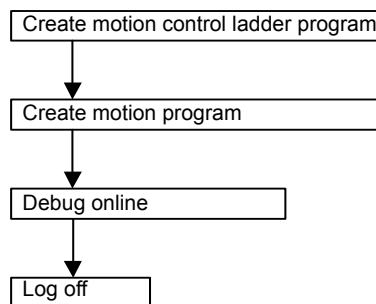 Create motion control ladder program
Create motion program
Debug online
Log off